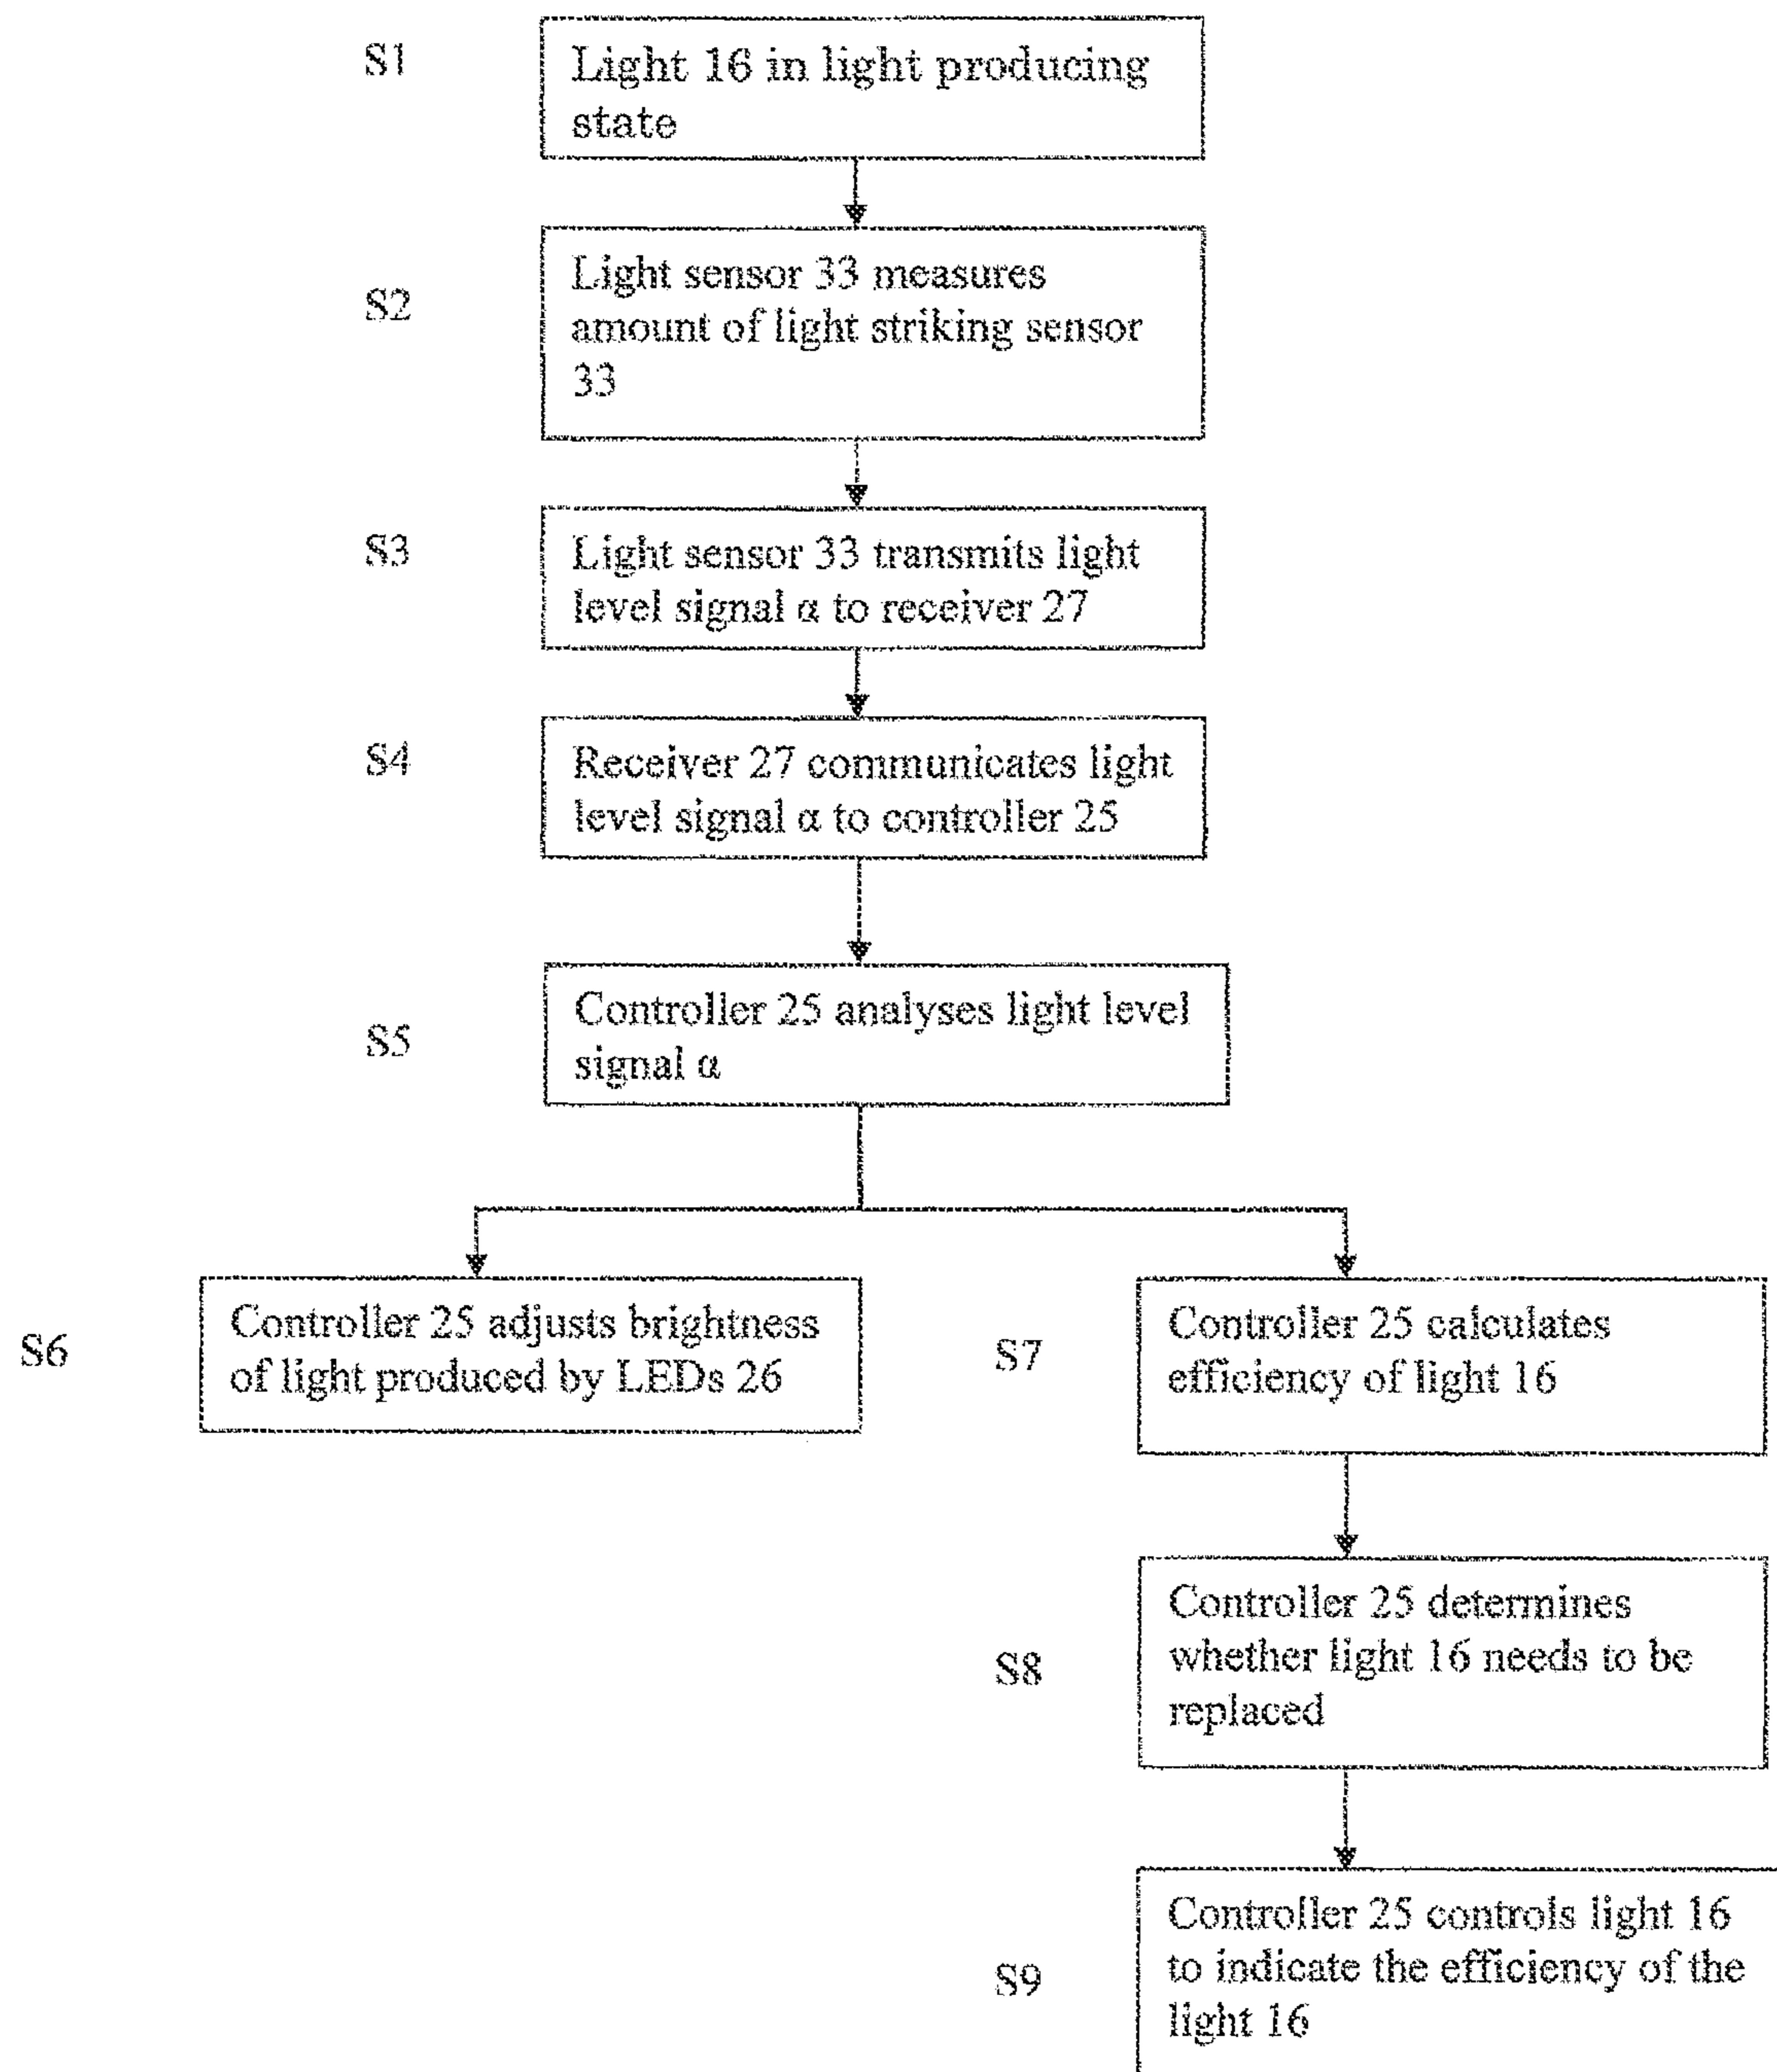 S1
Light 16 in light producing
state
S2
Light sensor 33 measures
amount of light striking sensor
33
S3
Light sensor 33 transmits light
level signal α to receiver 27
S4
Receiver 27 communicates light
level signal α to controller 25
S5
Controller 25 analyses light level
signal α
S6
Controller 25 adjusts brightness
of light produced by LEDs 26
S7
Controller 25 calculates
efficiency of light 16
S8
Controller 25 determines
whether light 16 needs to be
replaced
S9
Controller 25 controls light 16
to indicate the efficiency of the
light 16